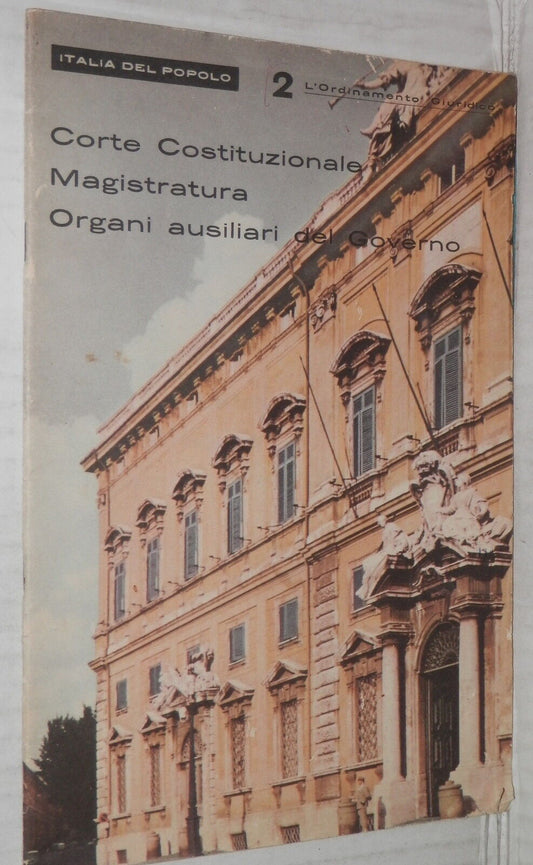 ITALIA DEL POPOLO
2 L'Ordinamento Giuridico
Corte Costituzionale
Magistratura
Organi ausiliari del Governo